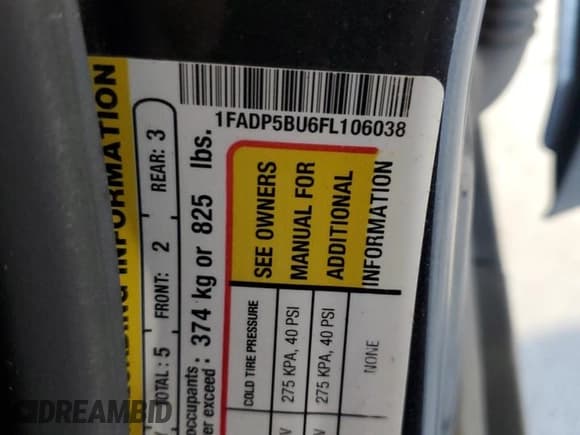 1FADP5BU6FL106038
LOADING INFORMATION
TOTAL: 5 FRONT: 2 REAR: 3
occupants
er exceed: 374 kg or 825 lbs.
COLD TIRE PRESSURE
275 KPA, 40 PSI
275 KPA, 40 PSI
NONE
SEE OWNERS
MANUAL FOR
ADDITIONAL
INFORMATION
DREAMBID